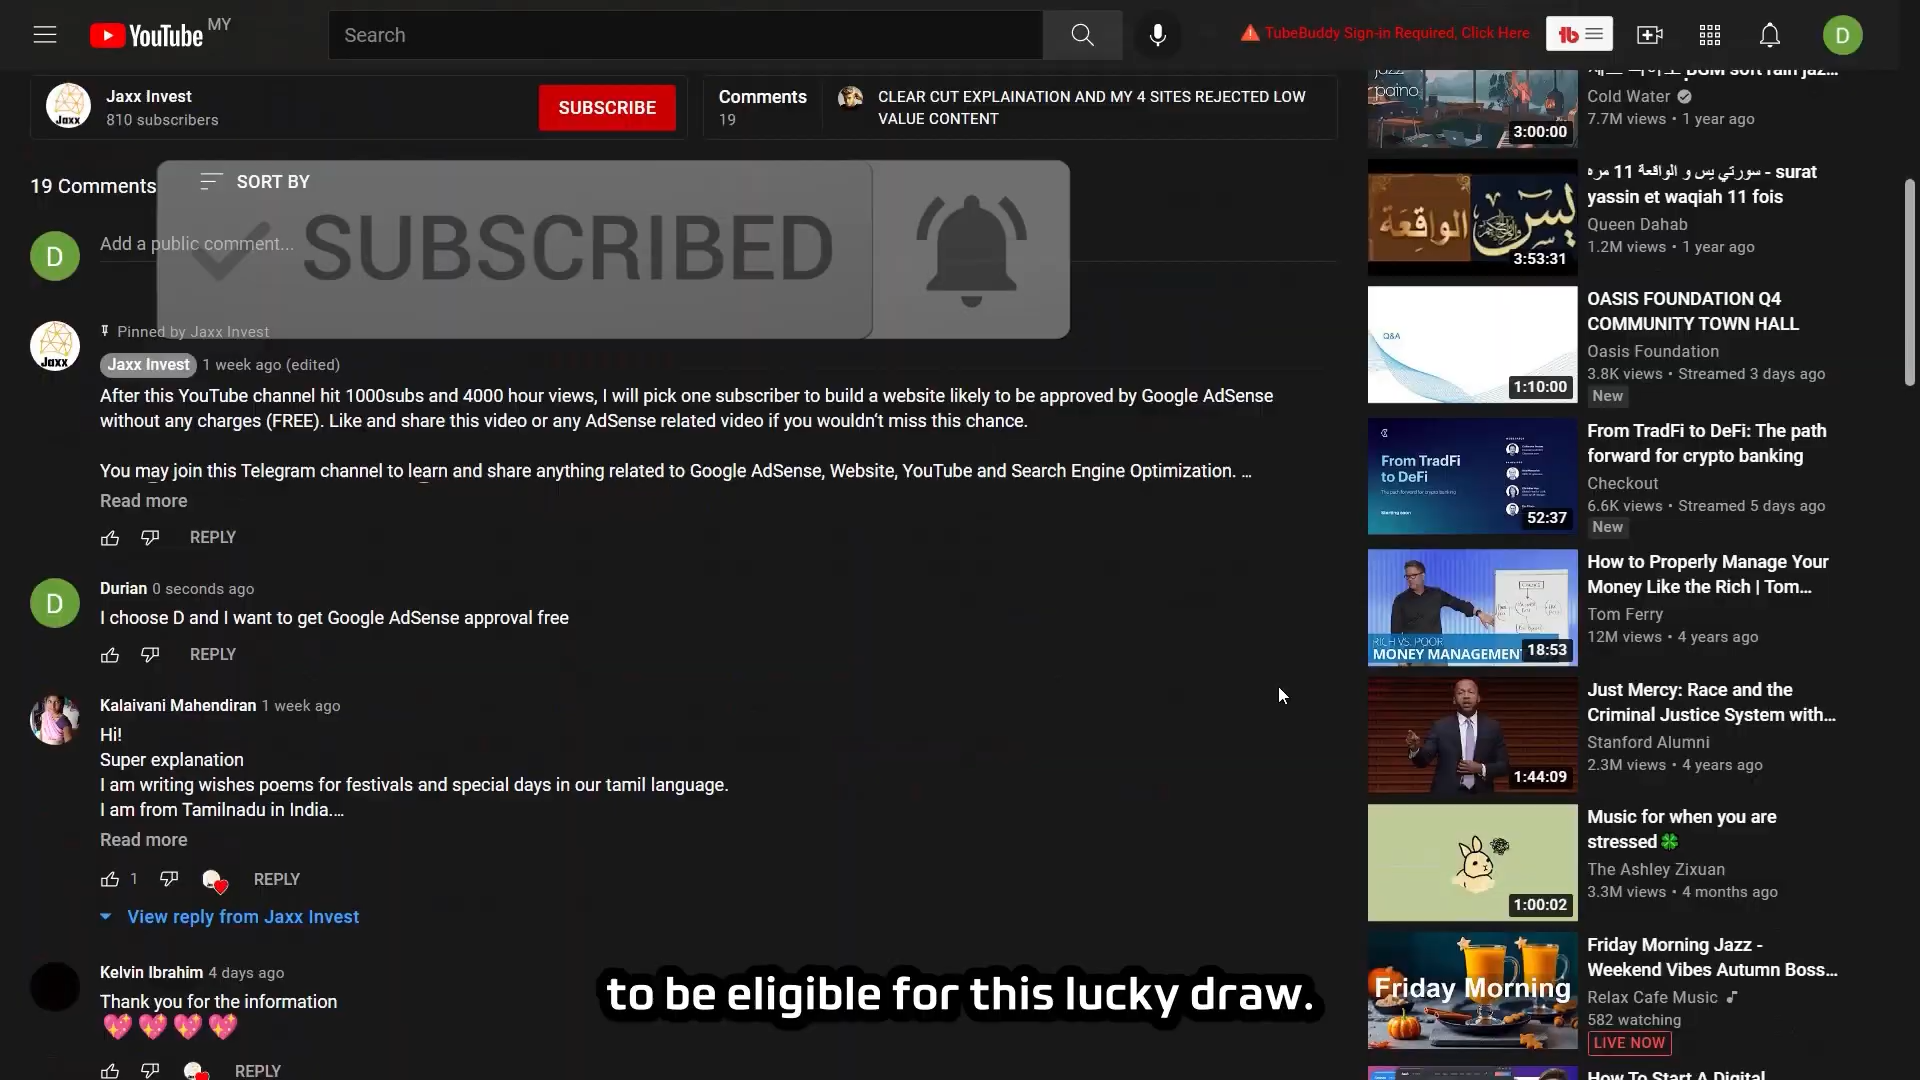 YouTube MY
Search
TubeBuddy Sign-in Required, Click Here
tb
D
Jaxx
Jaxx Invest
810 subscribers
SUBSCRIBE
Comments
19
CLEAR CUT EXPLAINATION AND MY 4 SITES REJECTED LOW
VALUE CONTENT
19 Comments
SORT BY
D
Add a public comment...
SUBSCRIBED
Jaxx
Pinned by Jaxx Invest
Jaxx Invest 1 week ago (edited)
After this YouTube channel hit 1000subs and 4000 hour views, I will pick one subscriber to build a website likely to be approved by Google AdSense
without any charges (FREE). Like and share this video or any AdSense related video if you wouldn't miss this chance.
You may join this Telegram channel to learn and share anything related to Google AdSense, Website, YouTube and Search Engine Optimization. ...
Read more
REPLY
D
Durian 0 seconds ago
I choose D and I want to get Google AdSense approval free
REPLY
Kalaivani Mahendiran 1 week ago
Hi!
Super explanation
I am writing wishes poems for festivals and special days in our tamil language.
I am from Tamilnadu in India....
Read more
1 REPLY
View reply from Jaxx Invest
Kelvin Ibrahim 4 days ago
Thank you for the information
💖💖💖💖
REPLY
to be eligible for this lucky draw.
jazz
paino
3:00:00
Cold Water
7.7M views • 1 year ago
يس
الواقعة
3:53:31
سورتي يس و الواقعة 11 مره - surat
yassin et waqiah 11 fois
Queen Dahab
1.2M views • 1 year ago
Q&A
1:10:00
OASIS FOUNDATION Q4
COMMUNITY TOWN HALL
Oasis Foundation
3.8K views • Streamed 3 days ago
New
From TradFi
to DeFi
52:37
From TradFi to DeFi: The path
forward for crypto banking
Checkout
6.6K views • Streamed 5 days ago
New
RICH VS. POOR
MONEY MANAGEMENT
18:53
How to Properly Manage Your
Money Like the Rich | Tom...
Tom Ferry
12M views • 4 years ago
1:44:09
Just Mercy: Race and the
Criminal Justice System with...
Stanford Alumni
2.3M views • 4 years ago
1:00:02
Music for when you are
stressed🍀
The Ashley Zixuan
3.3M views • 4 months ago
Friday Morning
Friday Morning Jazz -
Weekend Vibes Autumn Boss...
Relax Cafe Music
582 watching
LIVE NOW
How To Start A Digital